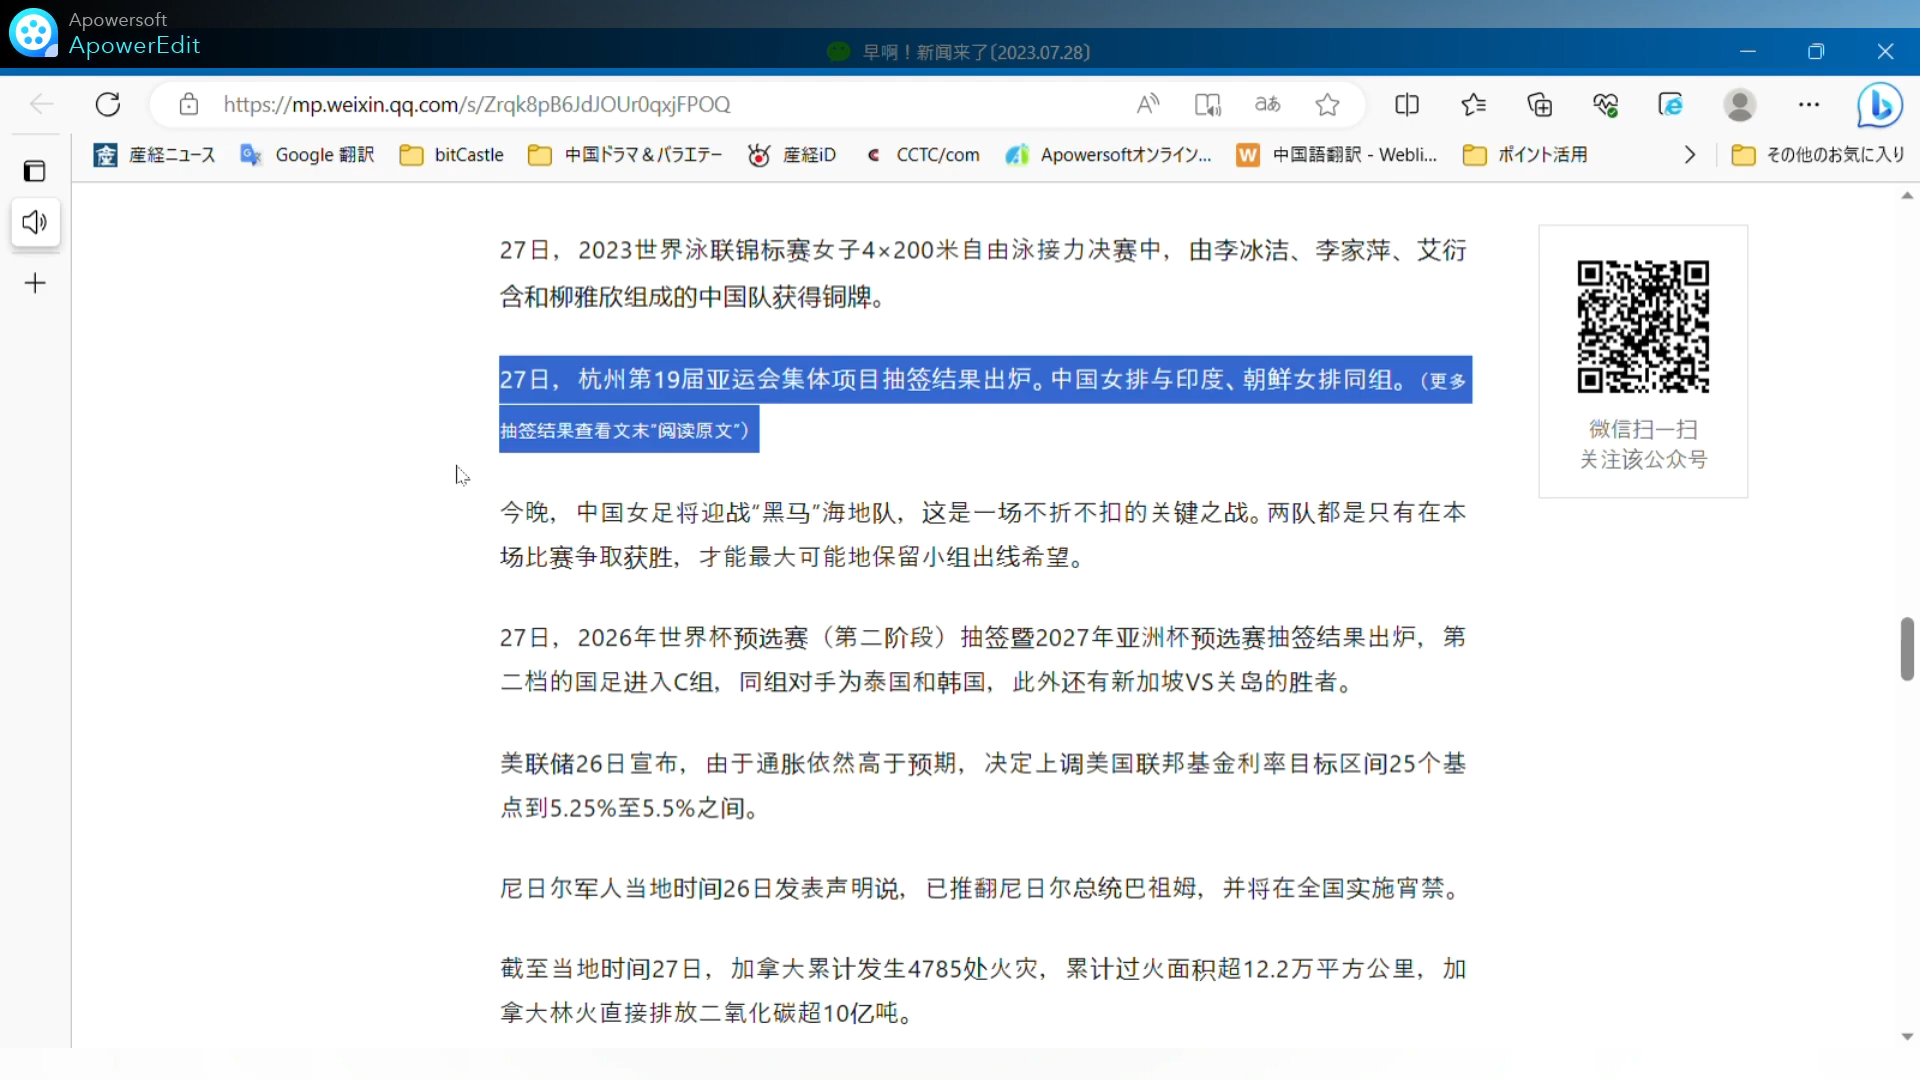 Apowersoft
ApowerEdit
早啊！新闻来了〔2023.07.28〕
https://mp.weixin.qq.com/s/Zrqk8pB6JdJOUr0qxjFPOQ
産経ニュース
Google 翻訳
bitCastle
中国ドラマ＆バラエテー
産経iD
CCTC/com
Apowersoftオンライン...
中国語翻訳 - Webli...
ポイント活用
その他のお気に入り
27日，2023世界泳联锦标赛女子4×200米自由泳接力决赛中，由李冰洁、李家萍、艾衍
含和柳雅欣组成的中国队获得铜牌。
27日，杭州第19届亚运会集体项目抽签结果出炉。中国女排与印度、朝鲜女排同组。（更多
抽签结果查看文末“阅读原文”）
今晚，中国女足将迎战“黑马”海地队，这是一场不折不扣的关键之战。两队都是只有在本
场比赛争取获胜，才能最大可能地保留小组出线希望。
27日，2026年世界杯预选赛（第二阶段）抽签暨2027年亚洲杯预选赛抽签结果出炉，第
二档的国足进入C组，同组对手为泰国和韩国，此外还有新加坡VS关岛的胜者。
美联储26日宣布，由于通胀依然高于预期，决定上调美国联邦基金利率目标区间25个基
点到5.25%至5.5%之间。
尼日尔军人当地时间26日发表声明说，已推翻尼日尔总统巴祖姆，并将在全国实施宵禁。
截至当地时间27日，加拿大累计发生4785处火灾，累计过火面积超12.2万平方公里，加
拿大林火直接排放二氧化碳超10亿吨。
微信扫一扫
关注该公众号